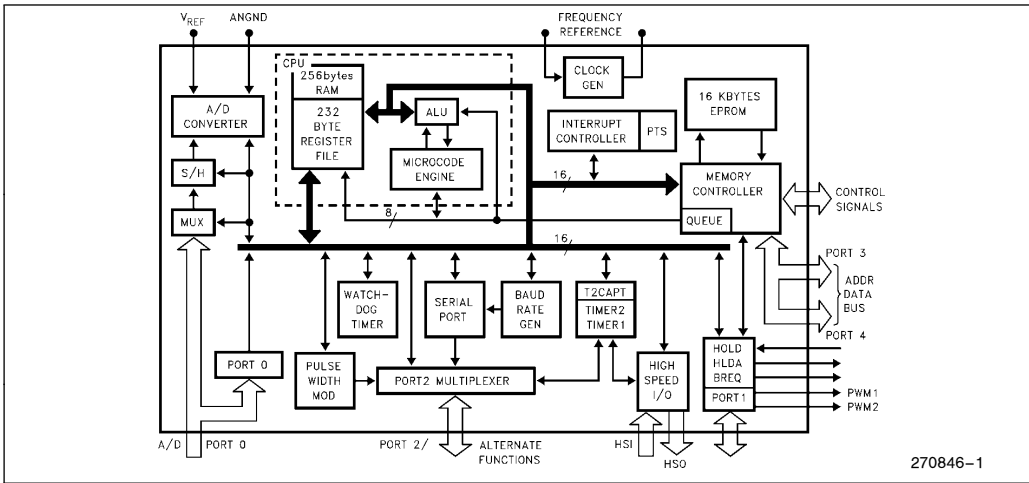 VREF
ANGND
FREQUENCY
REFERENCE
CPU
256bytes
RAM
232
BYTE
REGISTER
FILE
ALU
MICROCODE
ENGINE
CLOCK
GEN
16 KBYTES
EPROM
A/D
CONVERTER
INTERRUPT
CONTROLLER
PTS
S/H
MUX
16
MEMORY
CONTROLLER
QUEUE
CONTROL
SIGNALS
8
16
PORT 3
ADDR
DATA
BUS
PORT 4
WATCH-
DOG
TIMER
SERIAL
PORT
BAUD
RATE
GEN
T2CAPT
TIMER2
TIMER1
PORT 0
PULSE
WIDTH
MOD
PORT2 MULTIPLEXER
HIGH
SPEED
I/O
HOLD
HLDA
BREQ
PORT1
PWM1
PWM2
A/D
PORT 0
PORT 2/
ALTERNATE
FUNCTIONS
HSI
HSO
270846-1